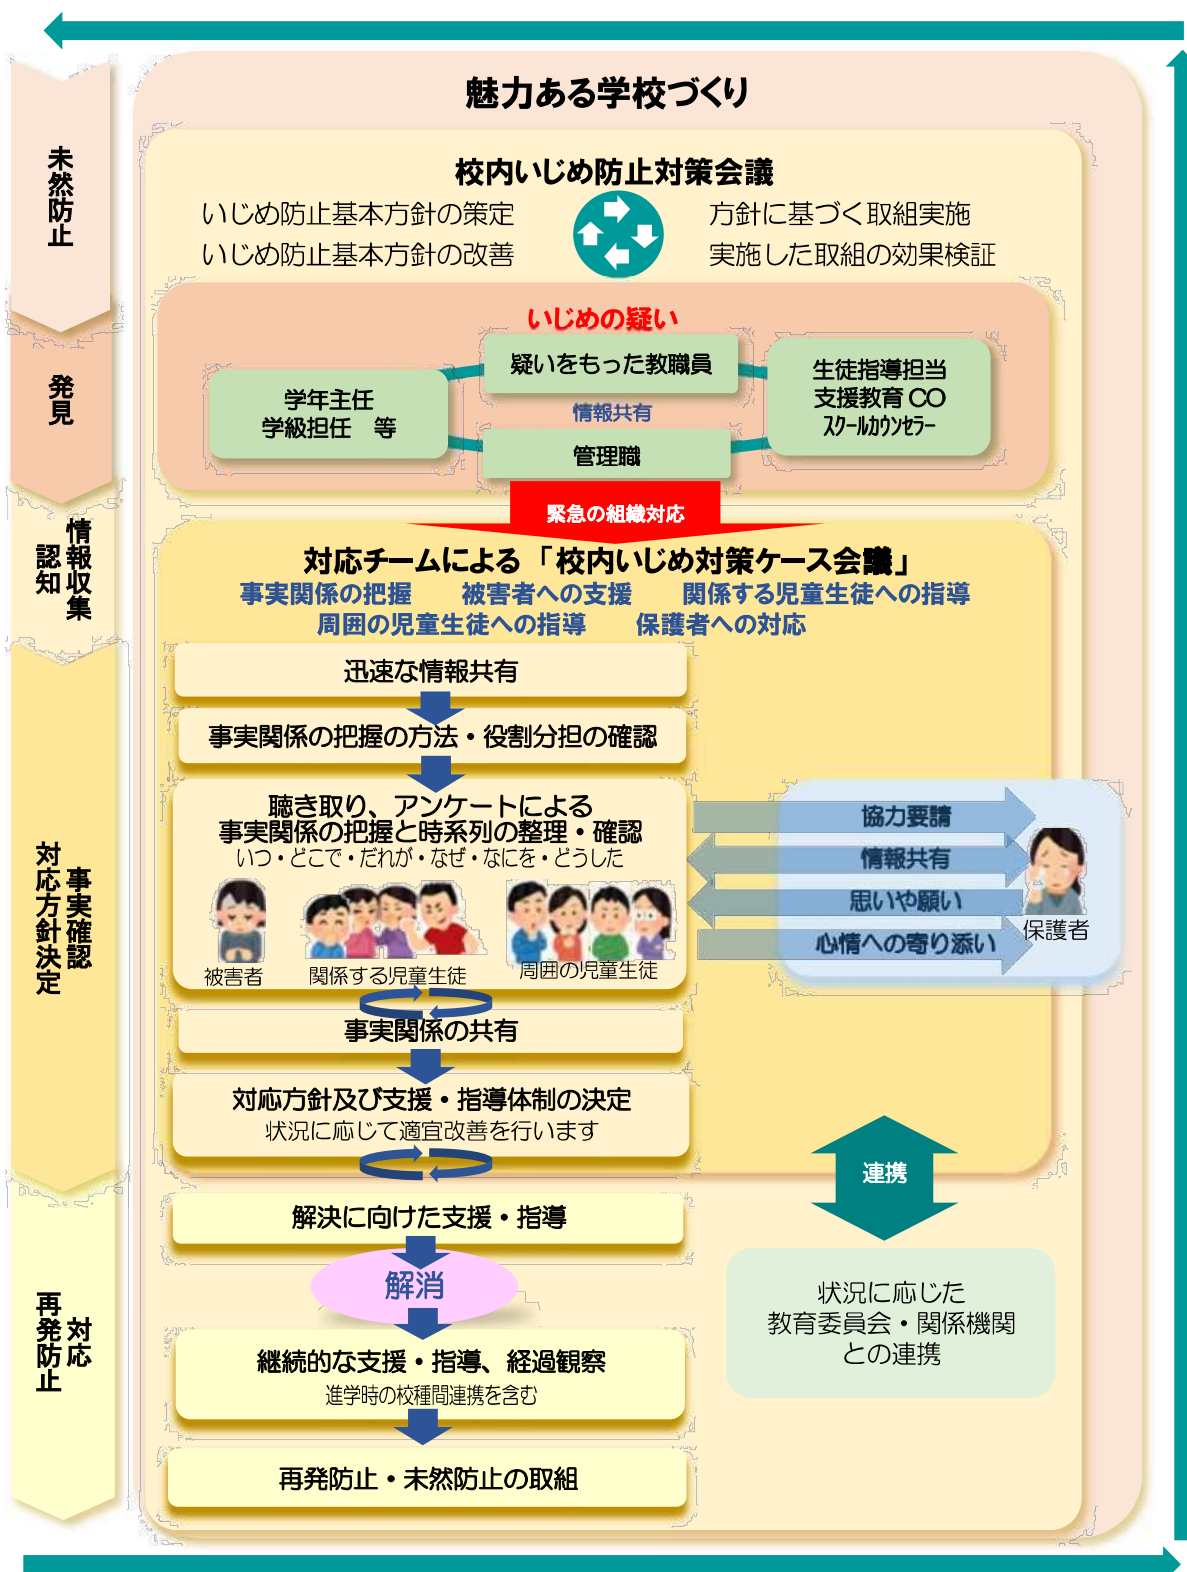 魅力ある学校づくり
未然防止
校内いじめ防止対策会議
いじめ防止基本方針の策定
方針に基づく取組実施
いじめ防止基本方針の改善
実施した取組の効果検証
発見
いじめの疑い
疑いをもった教職員
学年主任
学級担任　等
情報共有
生徒指導担当
支援教育 CO
スクールカウンセラー
管理職
緊急の組織対応
情報収集
認知
対応チームによる「校内いじめ対策ケース会議」
事実関係の把握　被害者への支援　関係する児童生徒への指導
周囲の児童生徒への指導　保護者への対応
事実確認
対応方針決定
迅速な情報共有
事実関係の把握の方法・役割分担の確認
聴き取り、アンケートによる
事実関係の把握と時系列の整理・確認
いつ・どこで・だれが・なぜ・なにを・どうした
被害者
関係する児童生徒
周囲の児童生徒
協力要請
情報共有
思いや願い
心情への寄り添い
保護者
事実関係の共有
対応方針及び支援・指導体制の決定
状況に応じて適宜改善を行います
連携
対応
再発防止
解決に向けた支援・指導
解消
継続的な支援・指導、経過観察
進学時の校種間連携を含む
再発防止・未然防止の取組
状況に応じた
教育委員会・関係機関
との連携